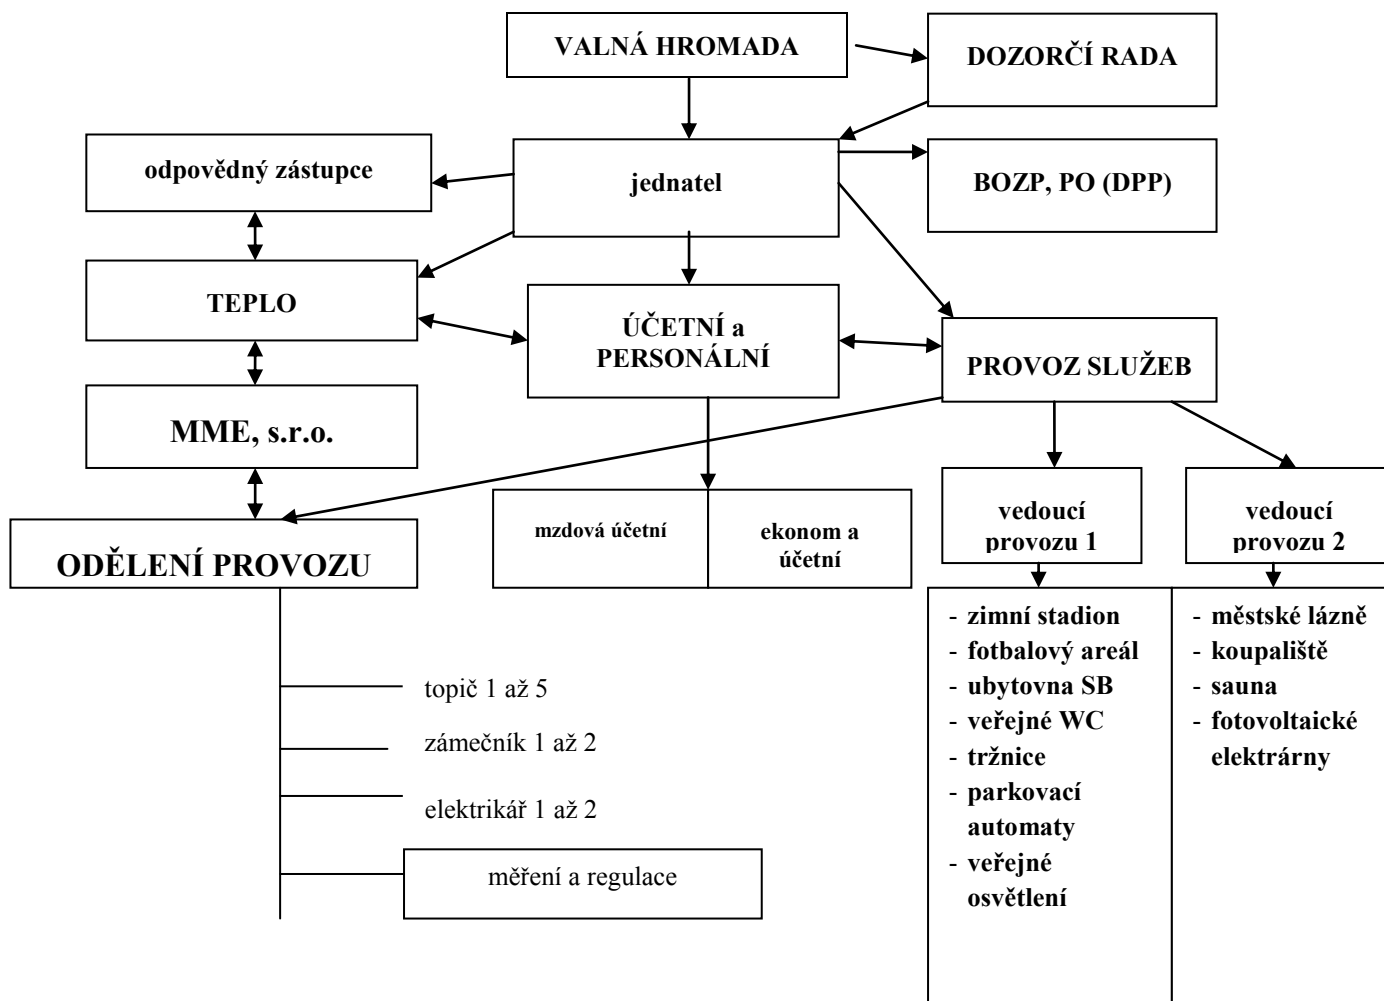 VALNÁ HROMADA
DOZORČÍ RADA
odpovědný zástupce
jednatel
BOZP, PO (DPP)
TEPLO
ÚČETNÍ a
PERSONÁLNÍ
PROVOZ SLUŽEB
MME, s.r.o.
ODĚLENÍ PROVOZU
mzdová účetní
ekonom a
účetní
vedoucí
provozu 1
vedoucí
provozu 2
topič 1 až 5
zámečník 1 až 2
elektrikář 1 až 2
měření a regulace
- zimní stadion
- fotbalový areál
- ubytovna SB
- veřejné WC
- tržnice
- parkovací
automaty
- veřejné
osvětlení
- městské lázně
- koupaliště
- sauna
- fotovoltaické
elektrárny